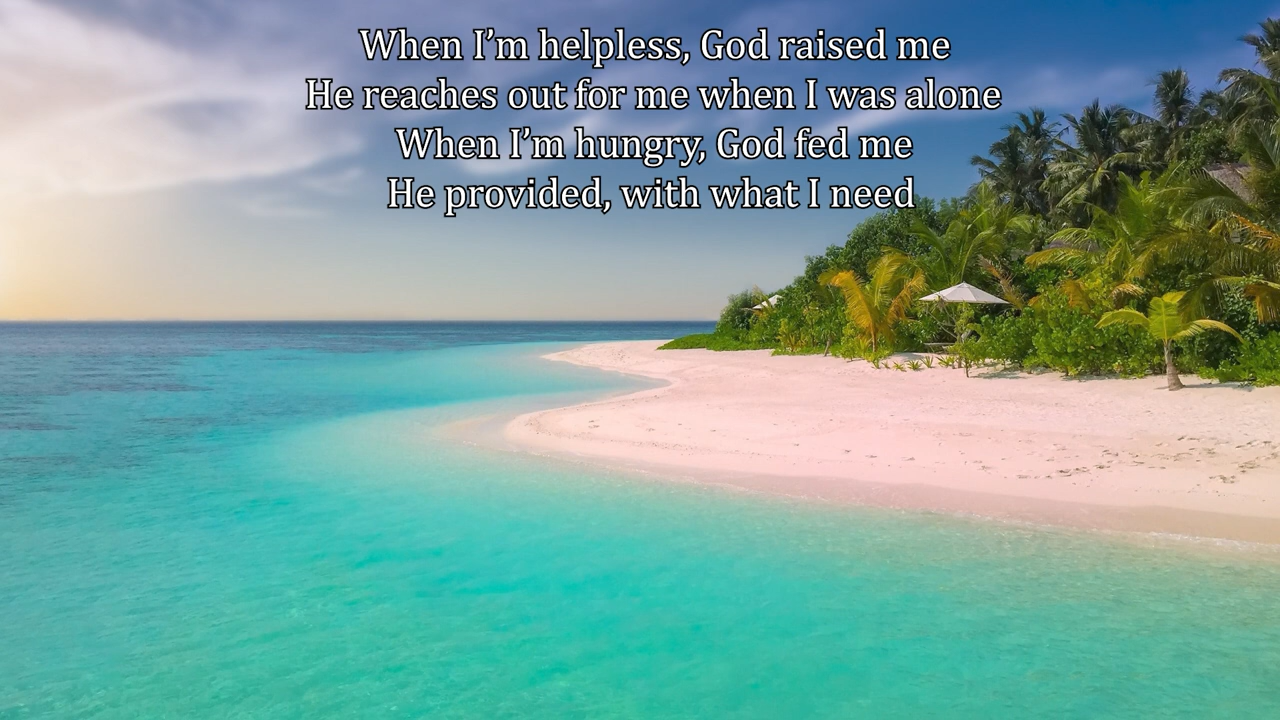 When I’m helpless, God raised me
He reaches out for me when I was alone
When I’m hungry, God fed me
He provided, with what I need